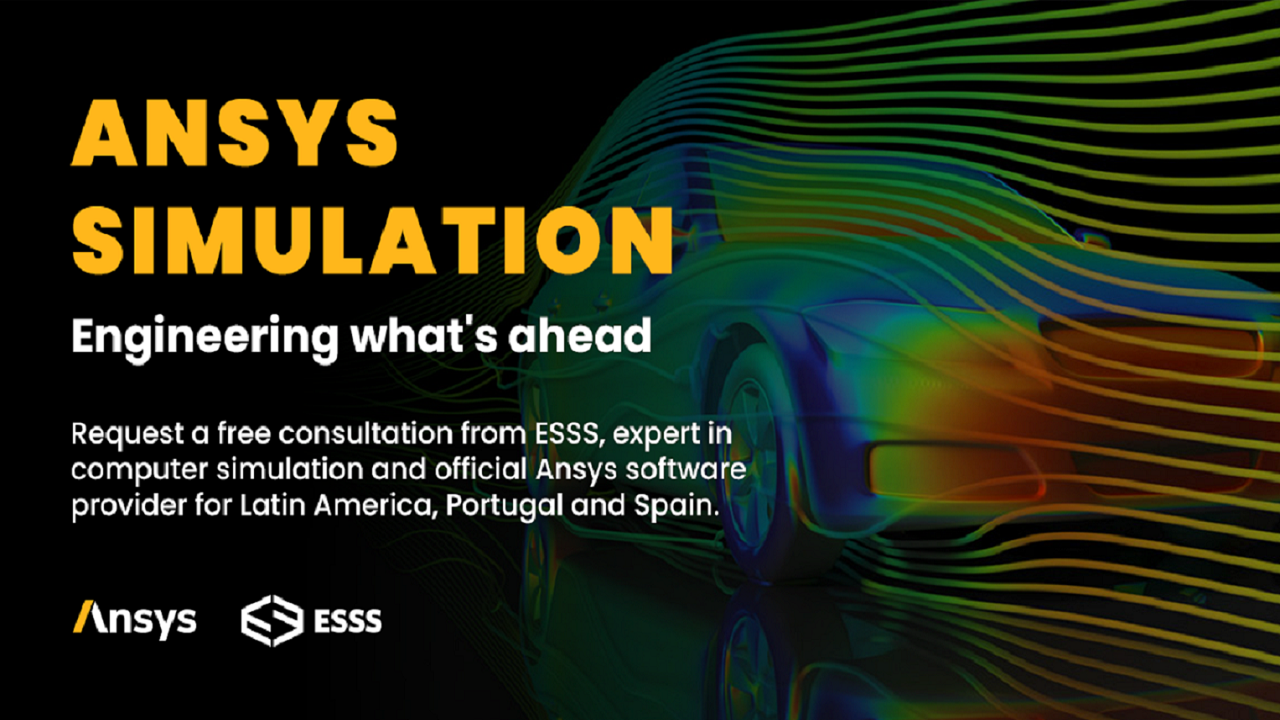 ANSYS
SIMULATION
Engineering what's ahead
Request a free consultation from ESSS, expert in
computer simulation and official Ansys software
provider for Latin America, Portugal and Spain.
Ansys ESSS